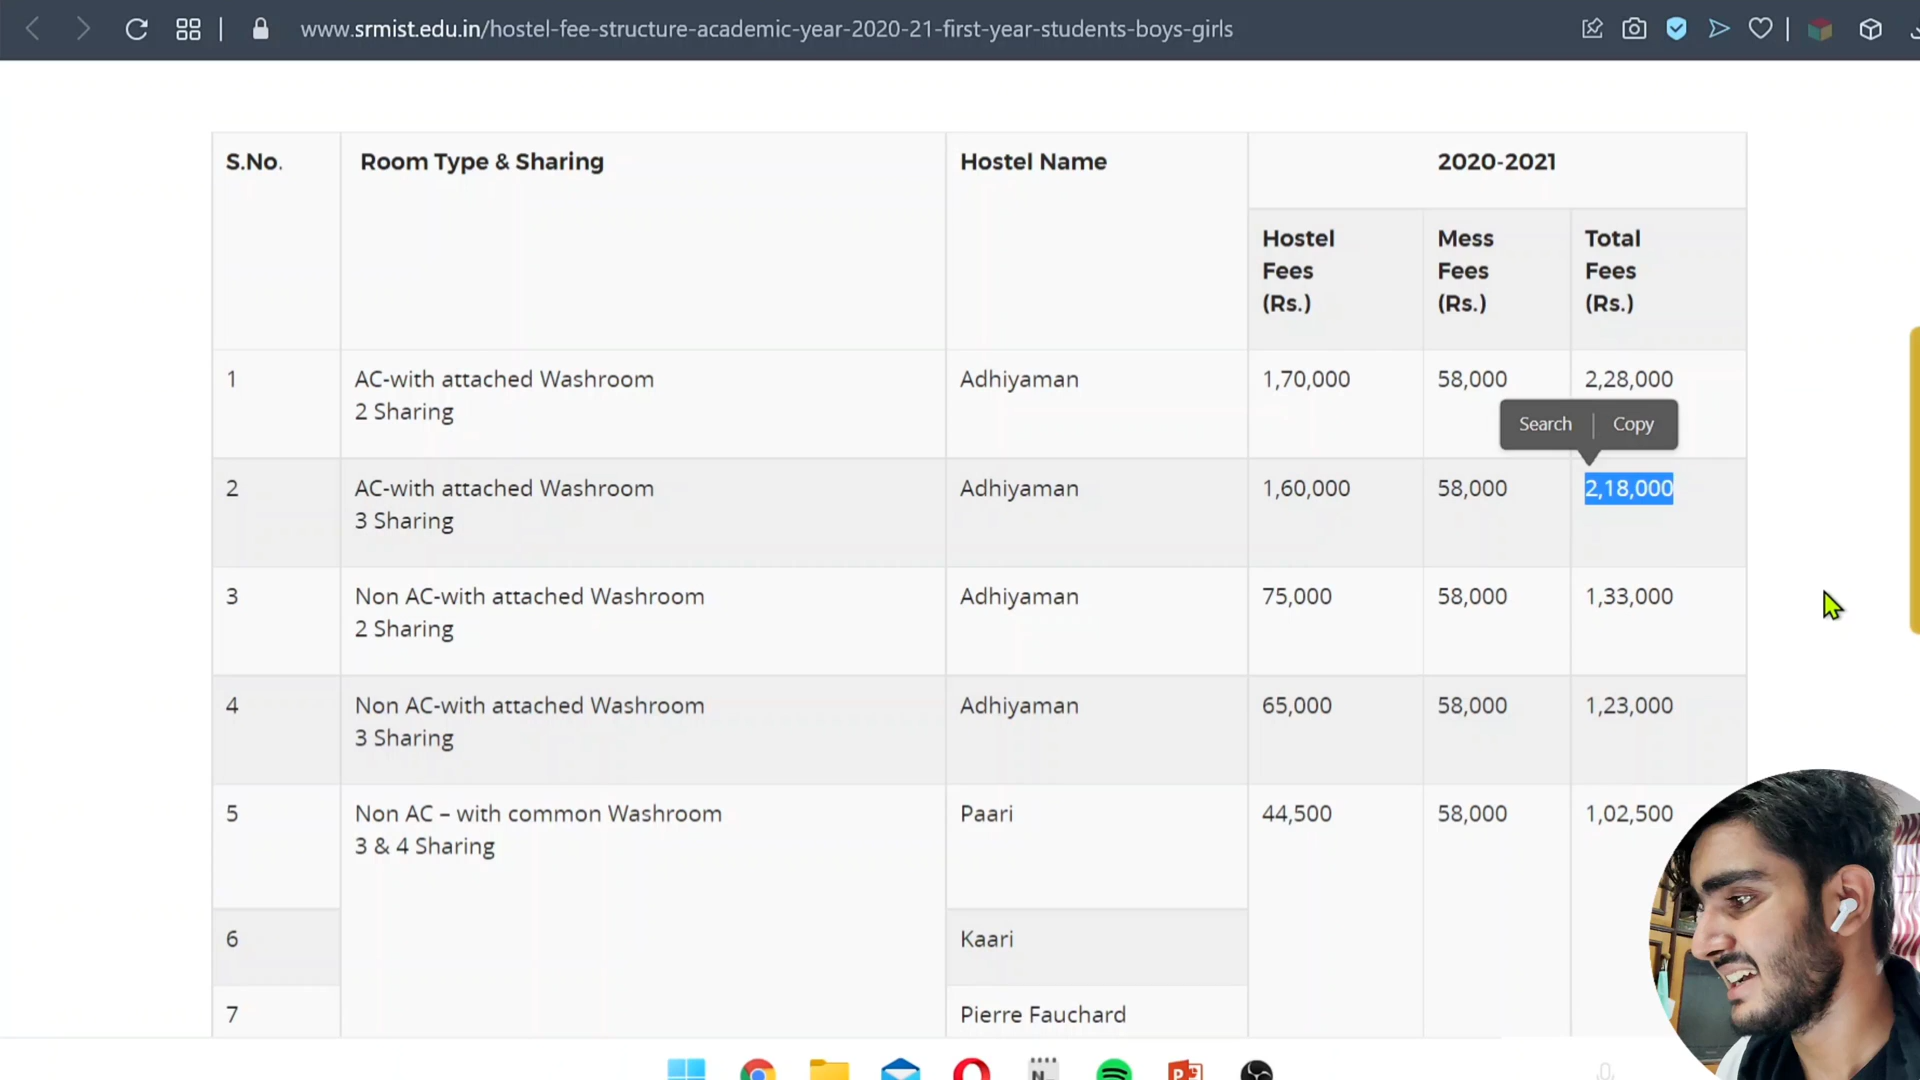 www.srmist.edu.in/hostel-fee-structure-academic-year-2020-21-first-year-students-boys-girls
S.No. Room Type & Sharing Hostel Name 2020-2021
Hostel Fees (Rs.) Mess Fees (Rs.) Total Fees (Rs.)
1 AC-with attached Washroom Adhiyaman 1,70,000 58,000 2,28,000
2 Sharing
Search Copy
2 AC-with attached Washroom Adhiyaman 1,60,000 58,000 2,18,000
3 Sharing
3 Non AC-with attached Washroom Adhiyaman 75,000 58,000 1,33,000
2 Sharing
4 Non AC-with attached Washroom Adhiyaman 65,000 58,000 1,23,000
3 Sharing
5 Non AC – with common Washroom Paari 44,500 58,000 1,02,500
3 & 4 Sharing
6 Kaari
7 Pierre Fauchard